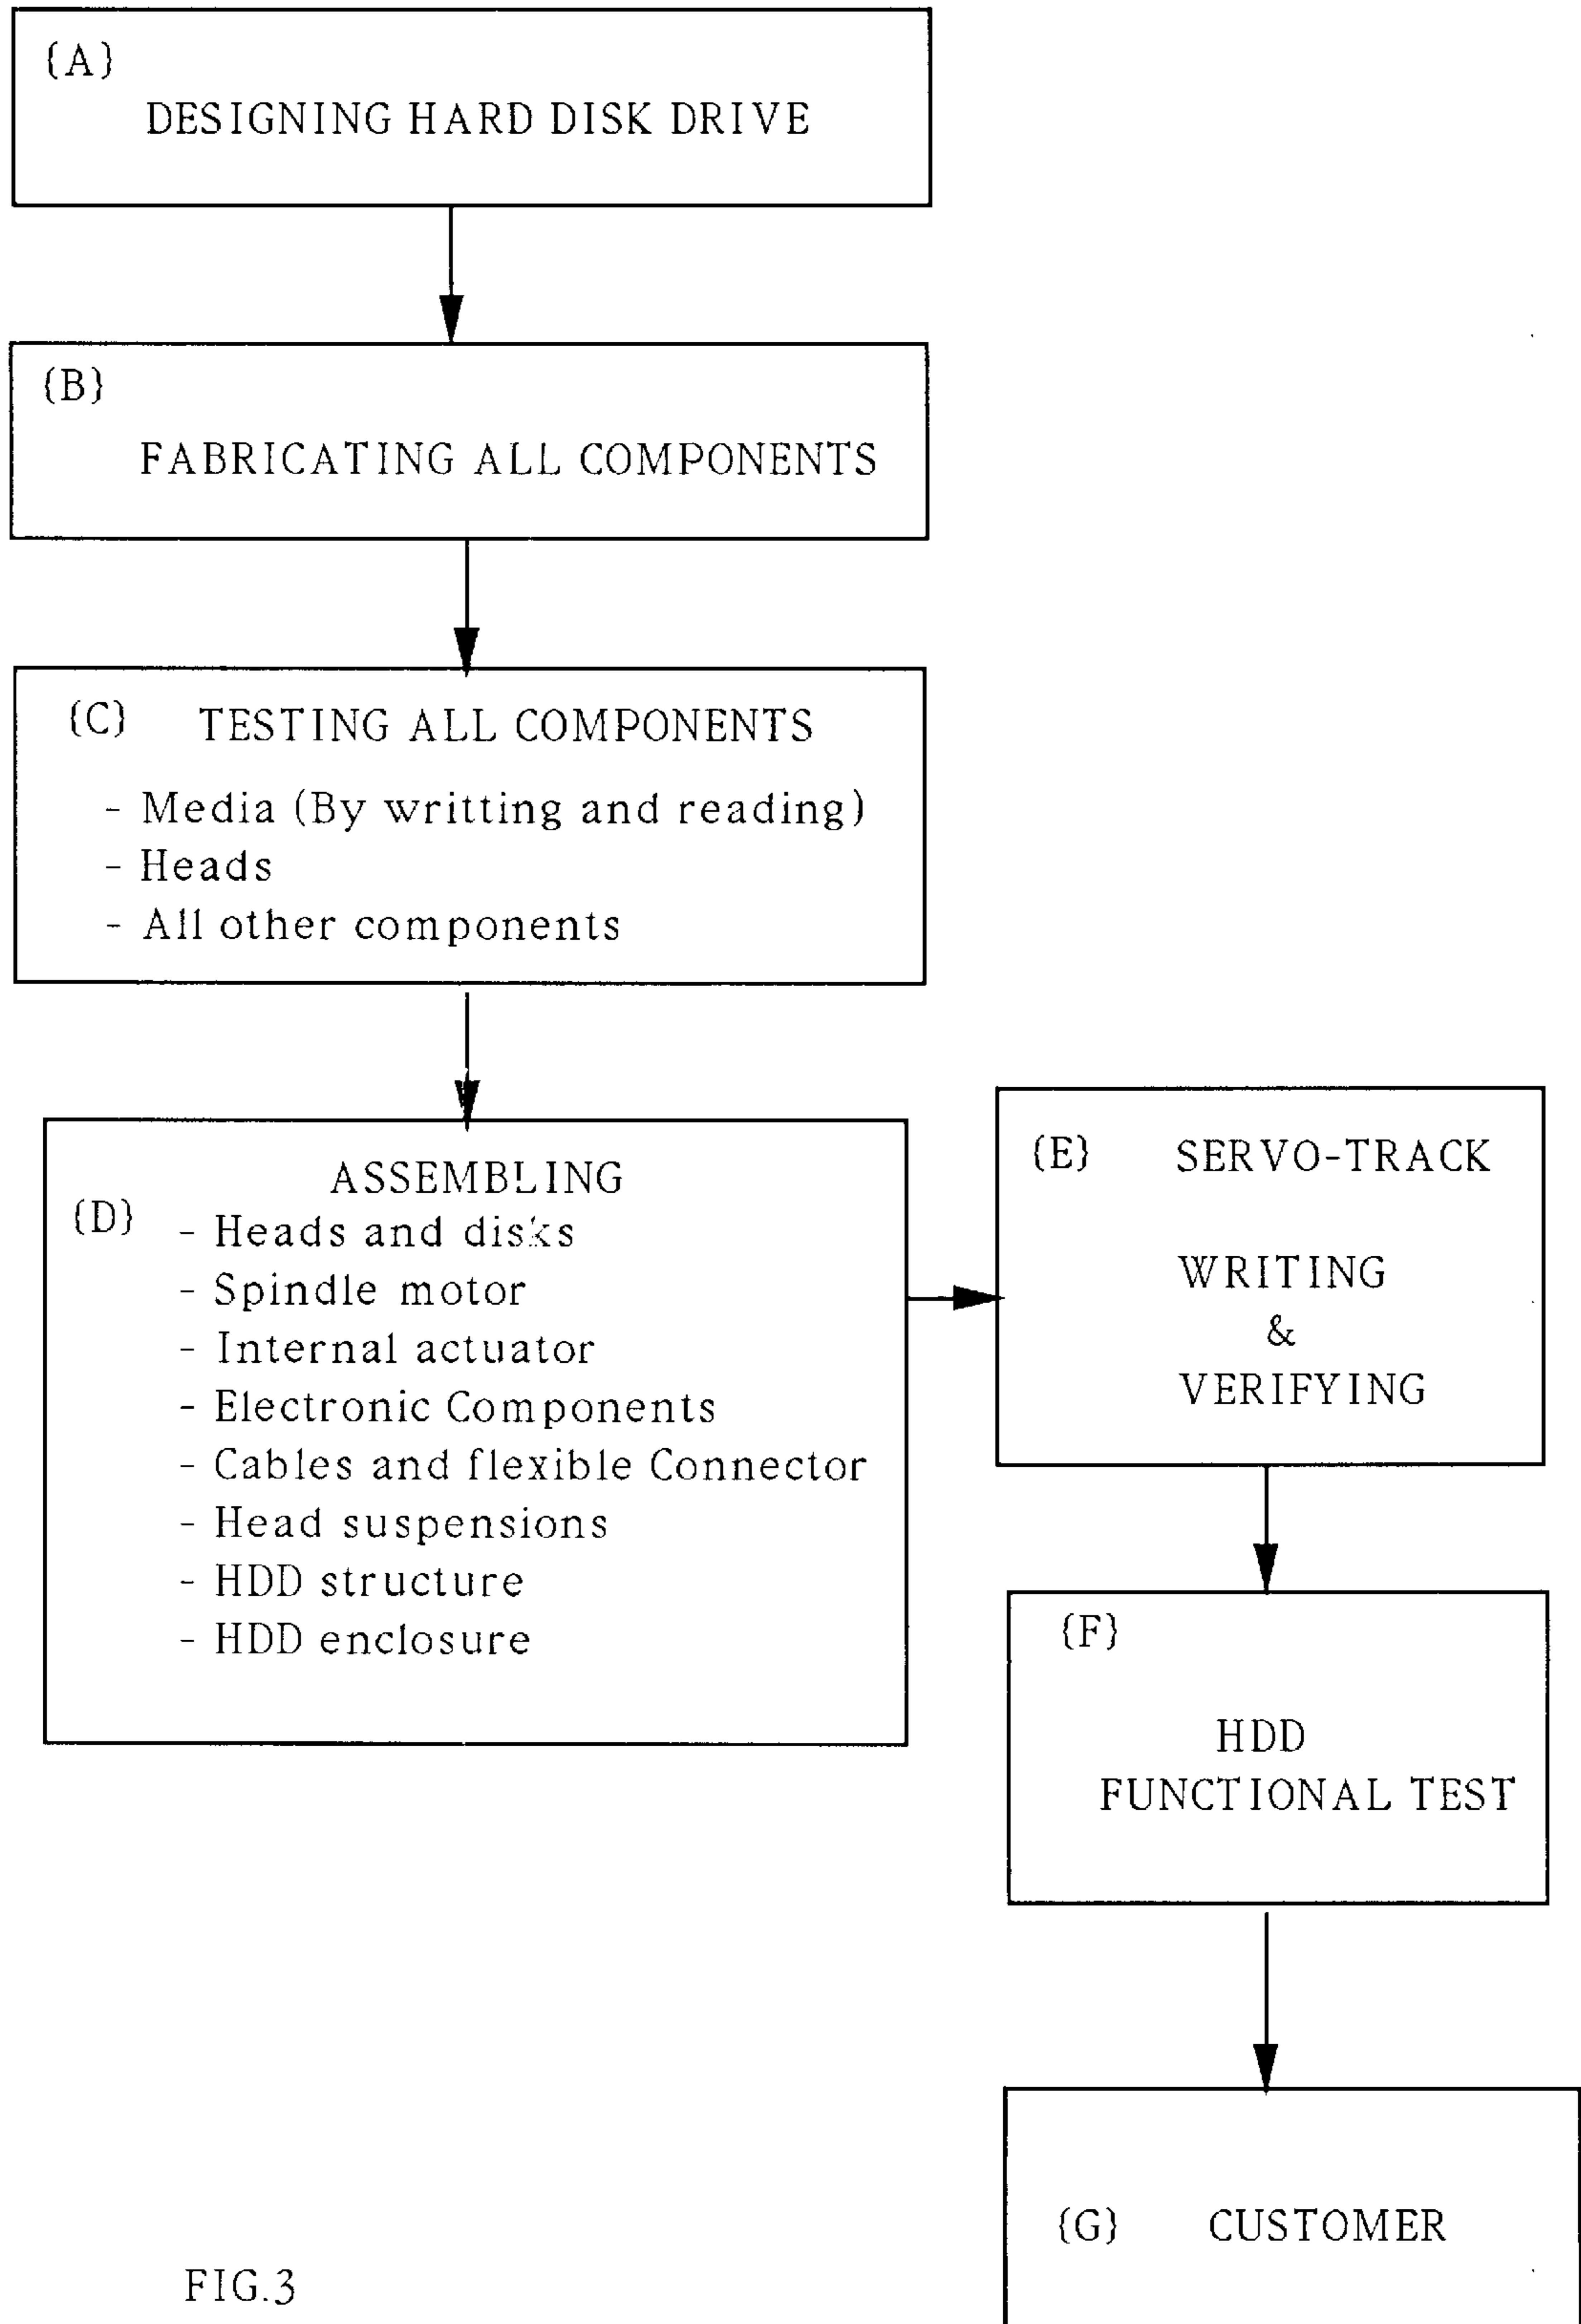 {A}
DESIGNING HARD DISK DRIVE
{B}
FABRICATING ALL COMPONENTS
{C} TESTING ALL COMPONENTS
- Media (By writting and reading)
- Heads
- All other components
ASSEMBLING
{D}
- Heads and disks
- Spindle motor
- Internal actuator
- Electronic Components
- Cables and flexible Connector
- Head suspensions
- HDD structure
- HDD enclosure
{E} SERVO-TRACK
WRITING
&
VERIFYING
{F}
HDD
FUNCTIONAL TEST
{G} CUSTOMER
FIG.3